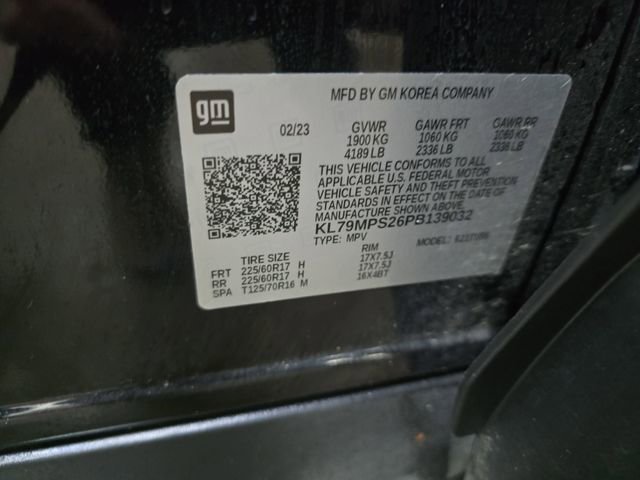 MFD BY GM KOREA COMPANY
gm
02/23 GVWR GAWR FRT GAWR RR
1900 KG 1060 KG 1060 KG
4189 LB 2336 LB 2336 LB
THIS VEHICLE CONFORMS TO ALL
APPLICABLE U.S. FEDERAL MOTOR
VEHICLE SAFETY AND THEFT PREVENTION
STANDARDS IN EFFECT ON THE DATE OF
MANUFACTURE SHOWN ABOVE.
KL79MPS26PB139032
TYPE: MPV MODEL:
TIRE SIZE RIM
FRT 225/60R17 H 17X7.5J
RR 225/60R17 H 17X7.5J
SPA T125/70R16 M 16X4BT